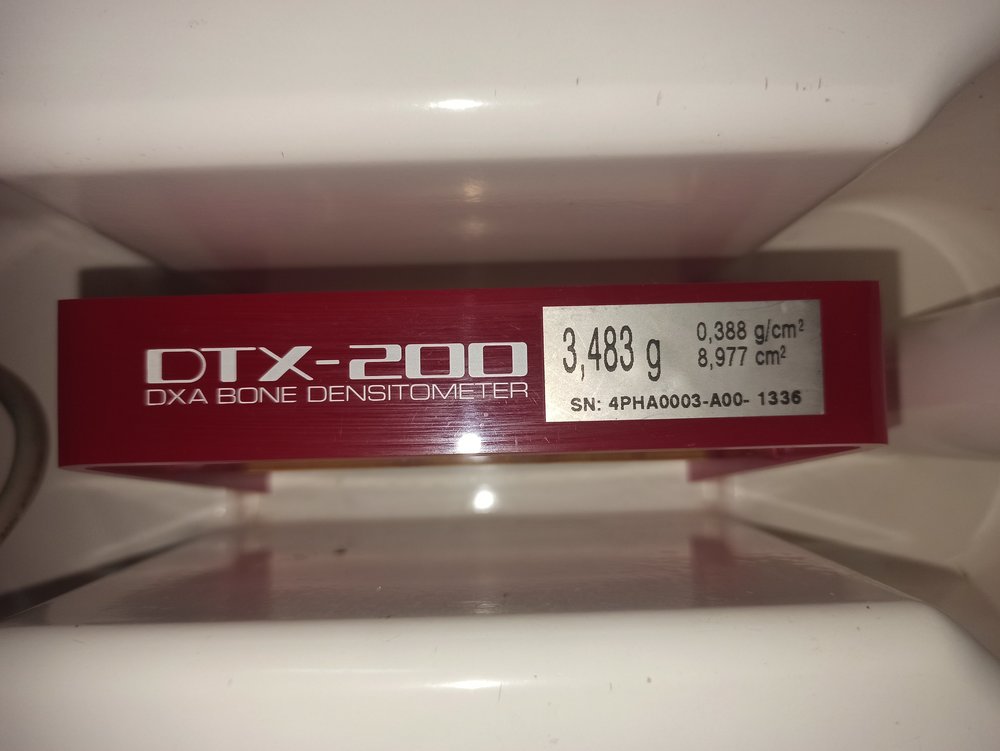 DTX-200
DXA BONE DENSITOMETER
3,483 g
0,388 g/cm²
8,977 cm²
SN: 4PHA0003-A00- 1336